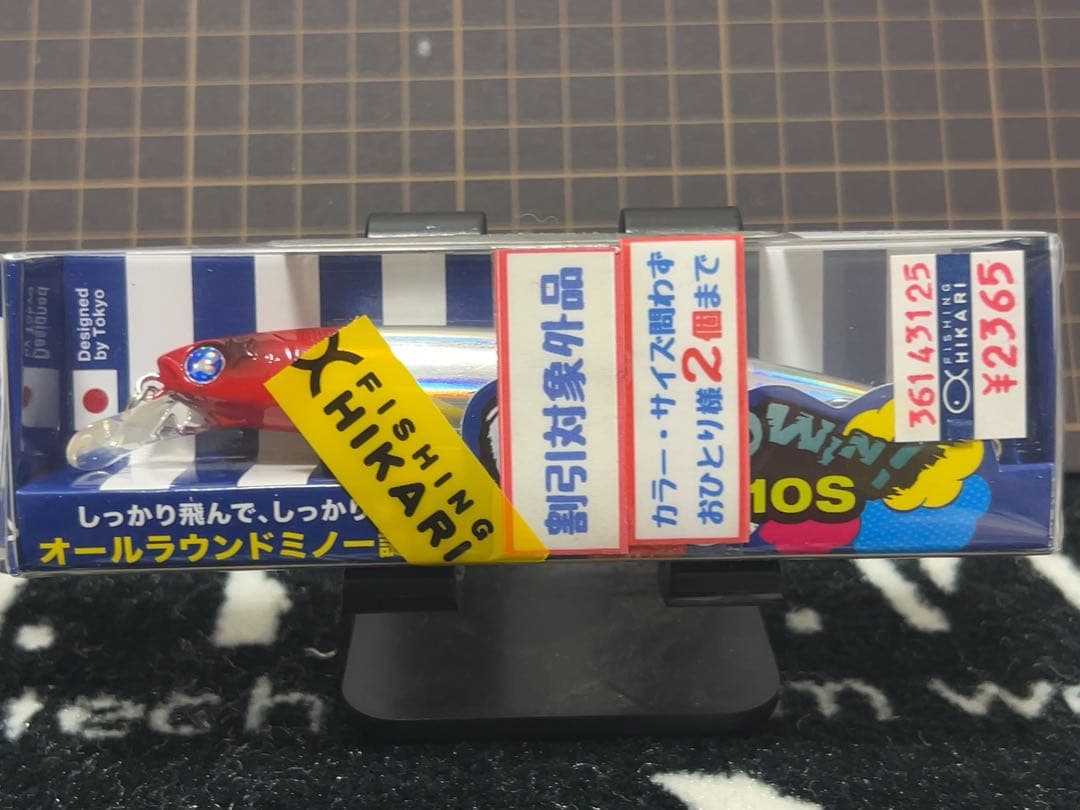 Designed
by Tokyo
FISHING
HIKARI
割引対象外品
カラー・サイズ問わず
おひとり様2個まで
36143125
FISHING
HIKARI
¥2365
110S
しっかり飛んで、しっかり
オールラウンドミノー
ech